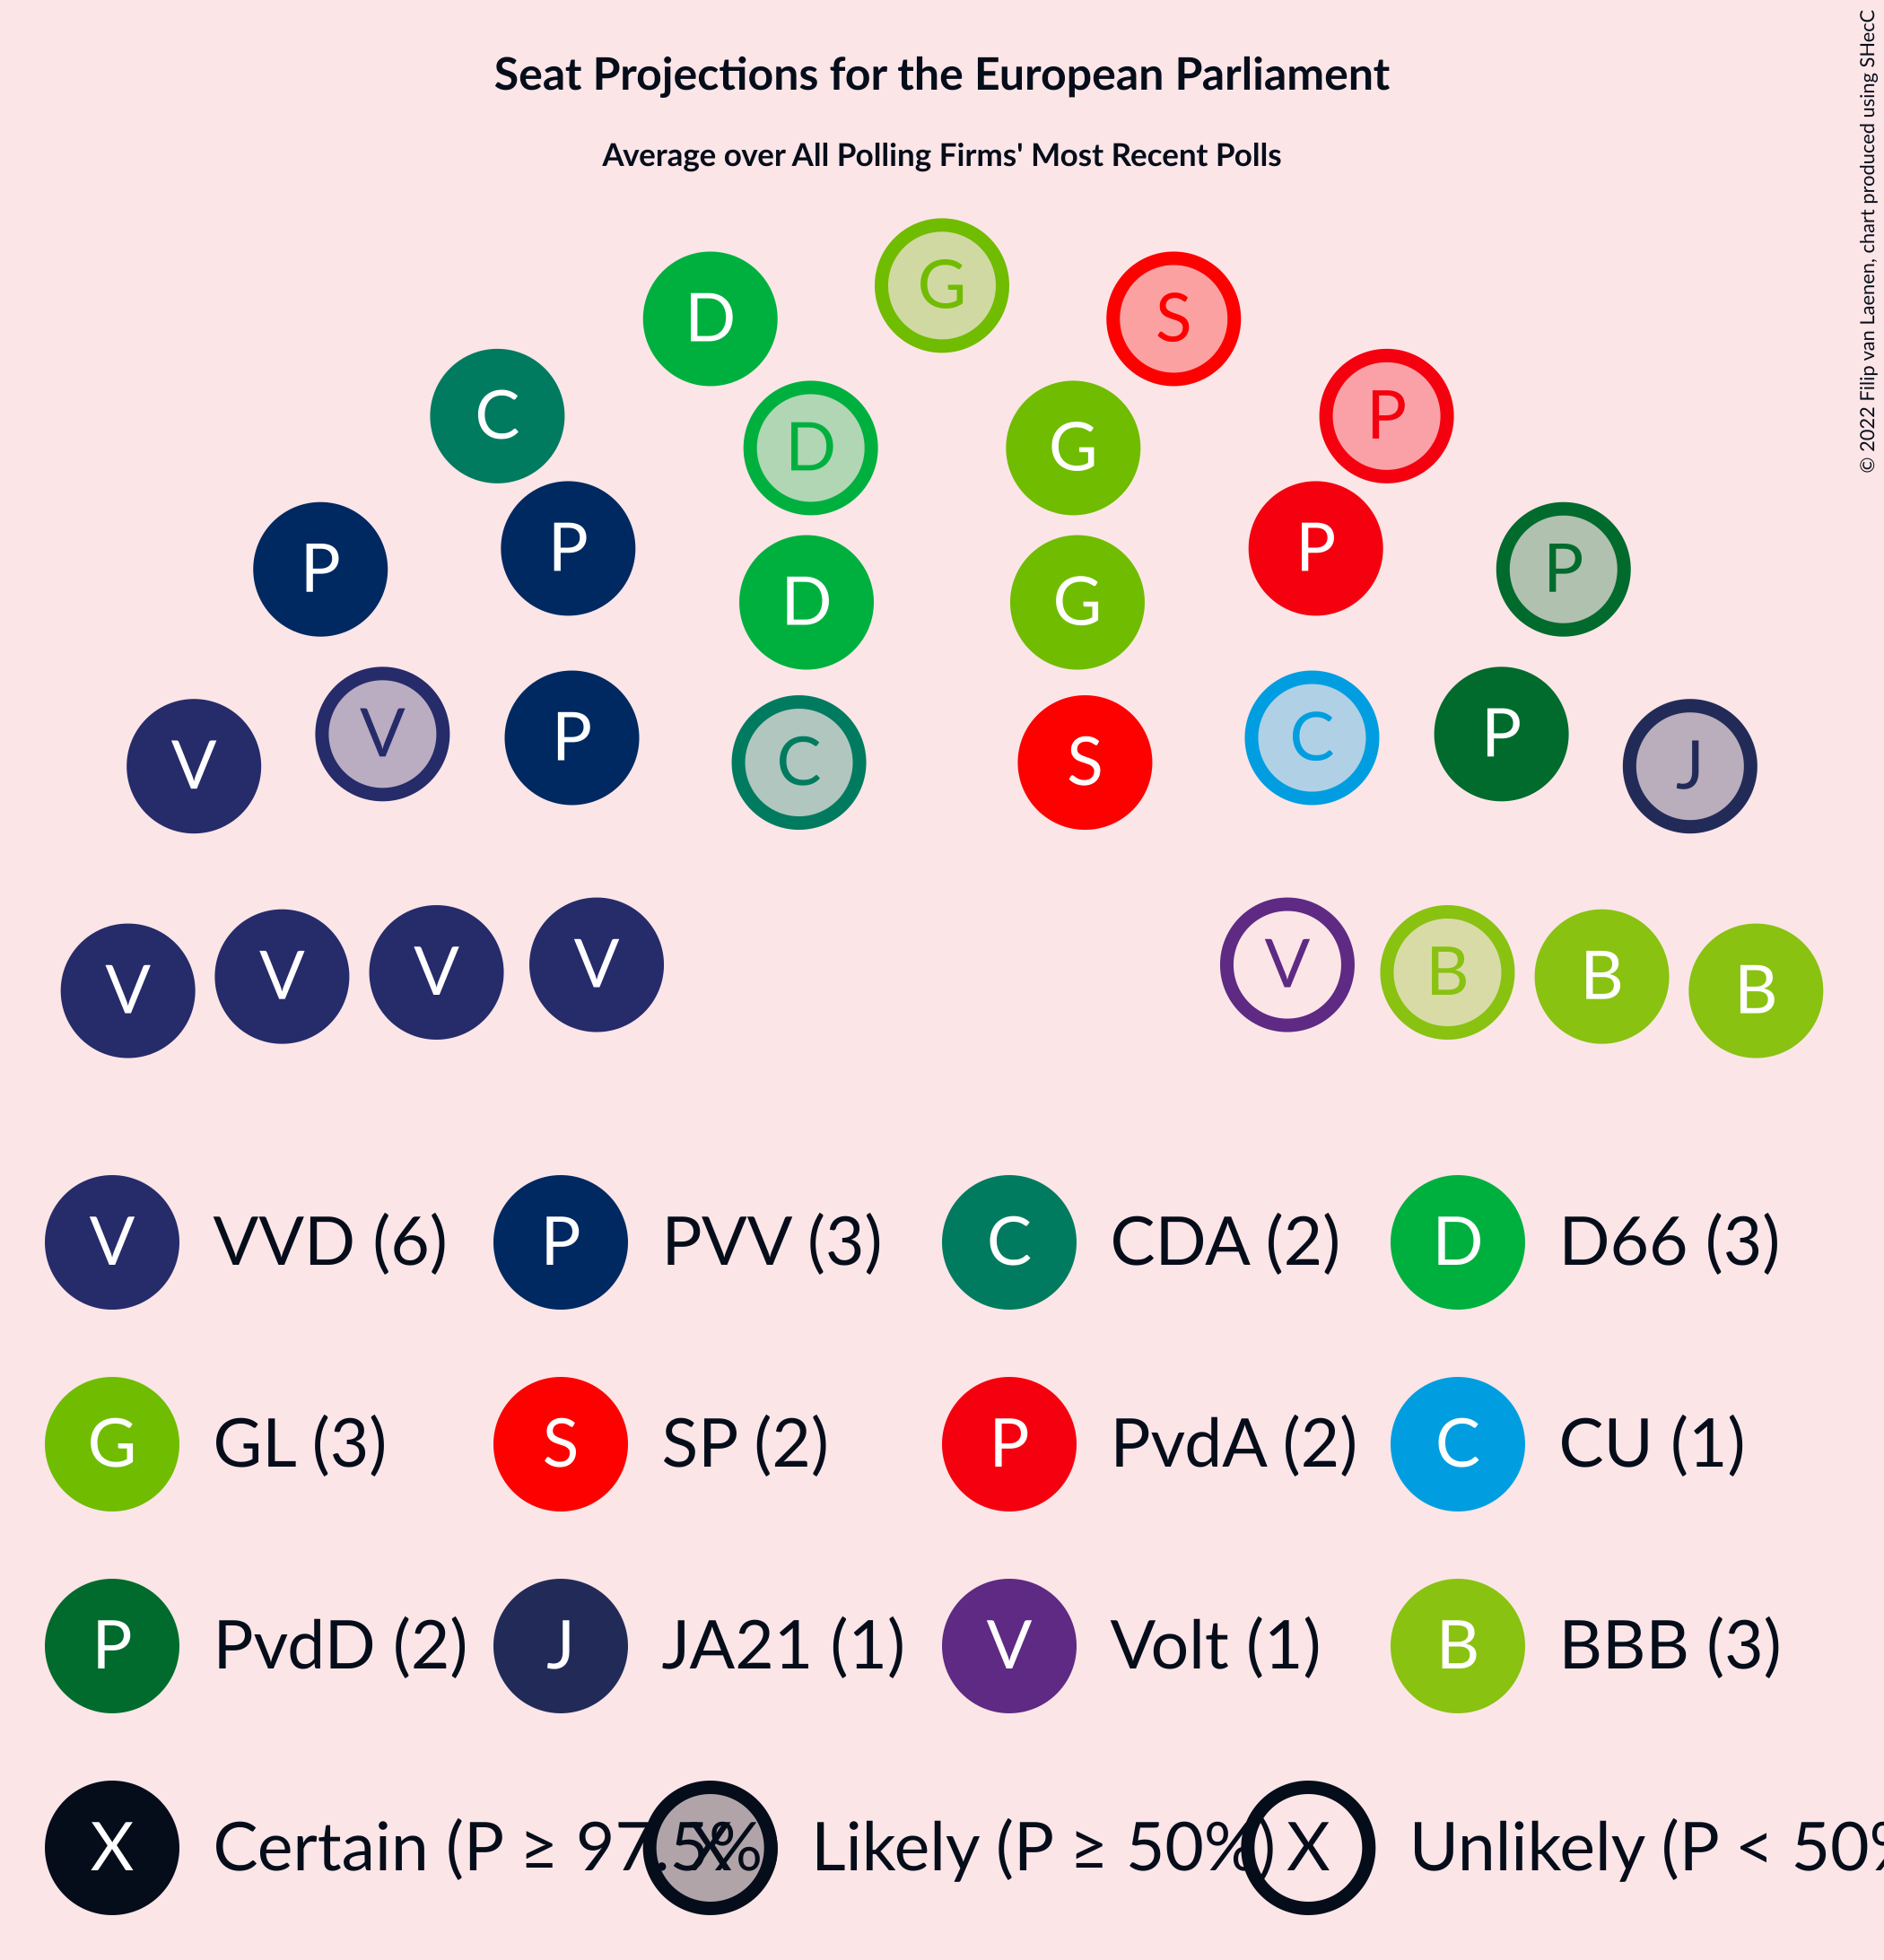 Seat Projections for the European Parliament
Average over All Polling Firms' Most Recent Polls
© 2022 Filip van Laenen, chart produced using SHecC
G
D S
C P
D G
P P P P
D G
V V P C S C P J
V V V V V B B B
V VVD (6) P PVV (3) C CDA (2) D D66 (3)
G GL (3) S SP (2) P PvdA (2) C CU (1)
P PvdD (2) J JA21 (1) V Volt (1) B BBB (3)
X Certain (P ≥ 97.5% X Likely (P ≥ 50%) X Unlikely (P < 50%